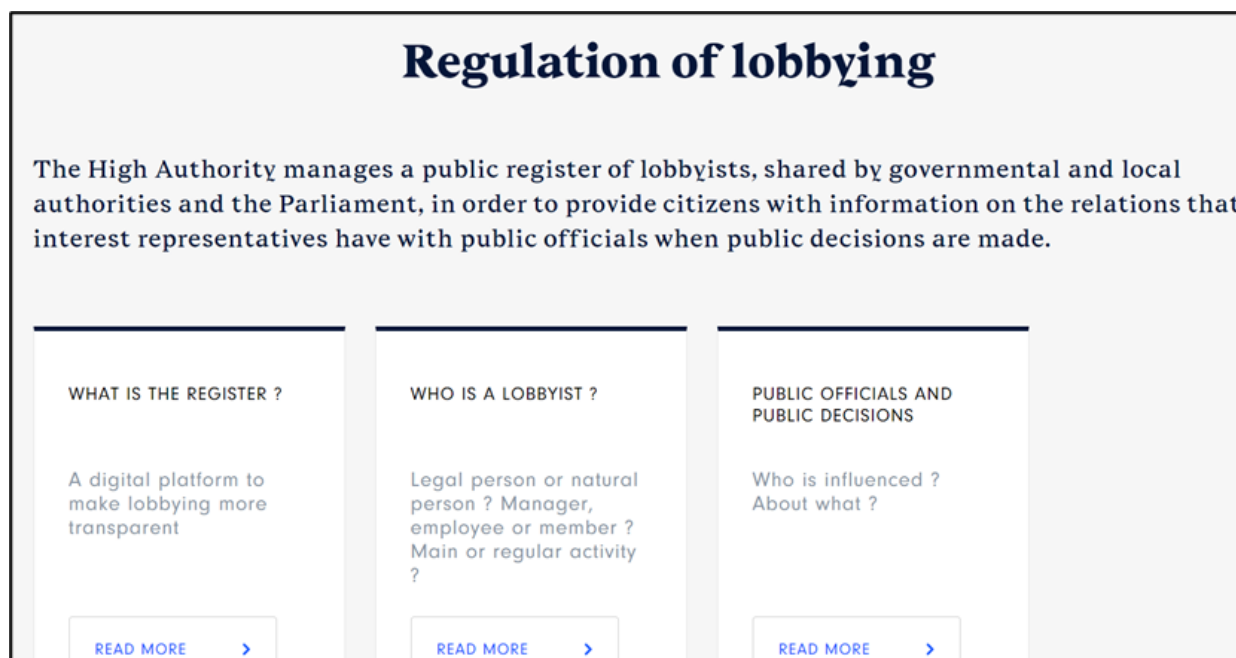 Regulation of lobbying
The High Authority manages a public register of lobbyists, shared by governmental and local
authorities and the Parliament, in order to provide citizens with information on the relations that
interest representatives have with public officials when public decisions are made.
WHAT IS THE REGISTER ?
A digital platform to
make lobbying more
transparent
READ MORE
WHO IS A LOBBYIST ?
Legal person or natural
person ? Manager,
employee or member ?
Main or regular activity
?
READ MORE
PUBLIC OFFICIALS AND
PUBLIC DECISIONS
Who is influenced ?
About what ?
READ MORE